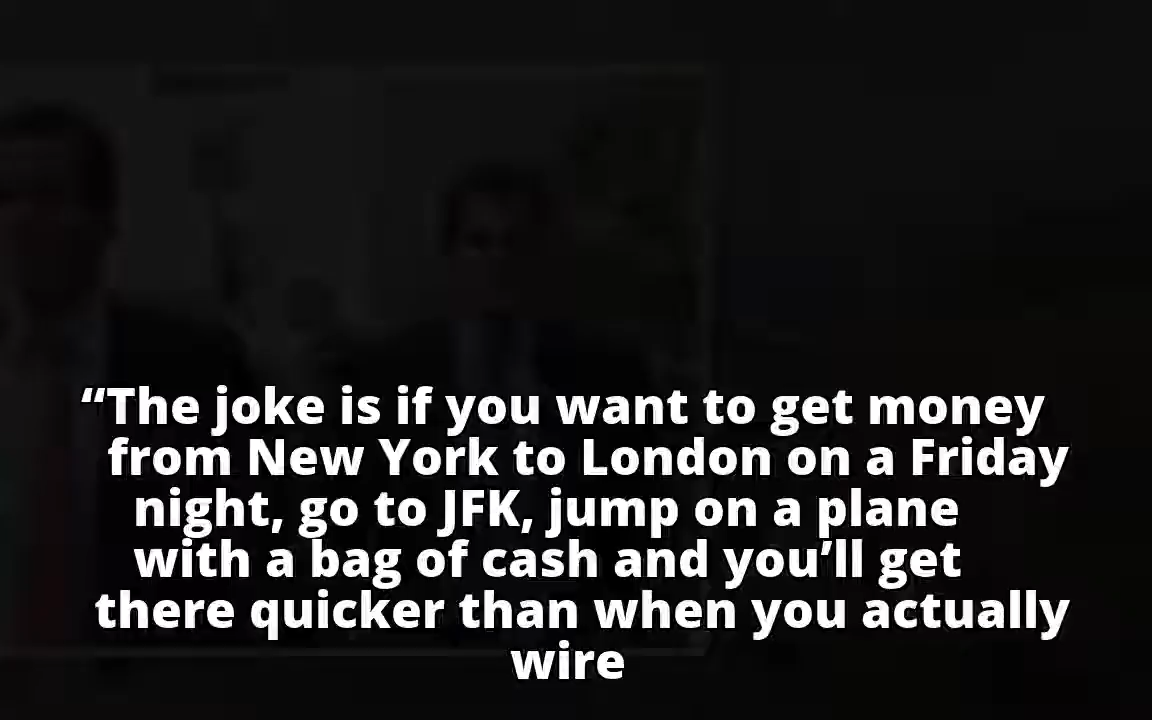 “The joke is if you want to get money
from New York to London on a Friday
night, go to JFK, jump on a plane
with a bag of cash and you’ll get
there quicker than when you actually
wire